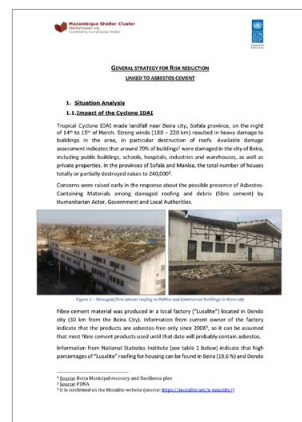 Mozambique Shelter Cluster
Coordinating Humanitarian Shelter
GENERAL STRATEGY FOR RISK REDUCTION
LINKED TO ASBESTOS CEMENT
1. Situation Analysis
1.1.Impact of the Cyclone IDAI
Tropical Cyclone IDAI made landfall near Beira city, Sofala province, on the night
of 14th to 15th of March. Strong winds (180 – 220 km) resulted in heavy damage to
buildings in the area, in particular destruction of roofs. Available damage
assessment indicates that around 70% of buildings1 were damaged in the city of Beira,
including public buildings, schools, hospitals, industries and warehouses, as well as
private properties. In the provinces of Sofala and Manica, the total number of houses
totally or partially destroyed raises to 240,0002.
Concerns were raised early in the response about the possible presence of Asbestos-
Containing Materials among damaged roofing and debris (fibre cement) by
Humanitarian Actor, Government and Local Authorities.
Figure 1 – Damaged fibre cement roofing in Public and Commercial buildings in Beira city
Fibre cement material was produced in a local factory ("Lusalite") located in Dondo
city (30 km from the Beira City). Information from current owner of the factory
indicate that the products are asbestos-free only since 20083, so it can be assumed
that most fibre cement products used until that date will probably contain asbestos.
Information from National Statistics Institute (see table 1 below) indicate that high
percentages of "Lusalite" roofing for housing can be found in Beira (19,6 %) and Dondo
1 Source: Beira Municipal recovery and Resilience plan
2 Source: PDNA
3 It is confirmed on the Mozalite website (source: https://mozalite.net/a-mozalite/)